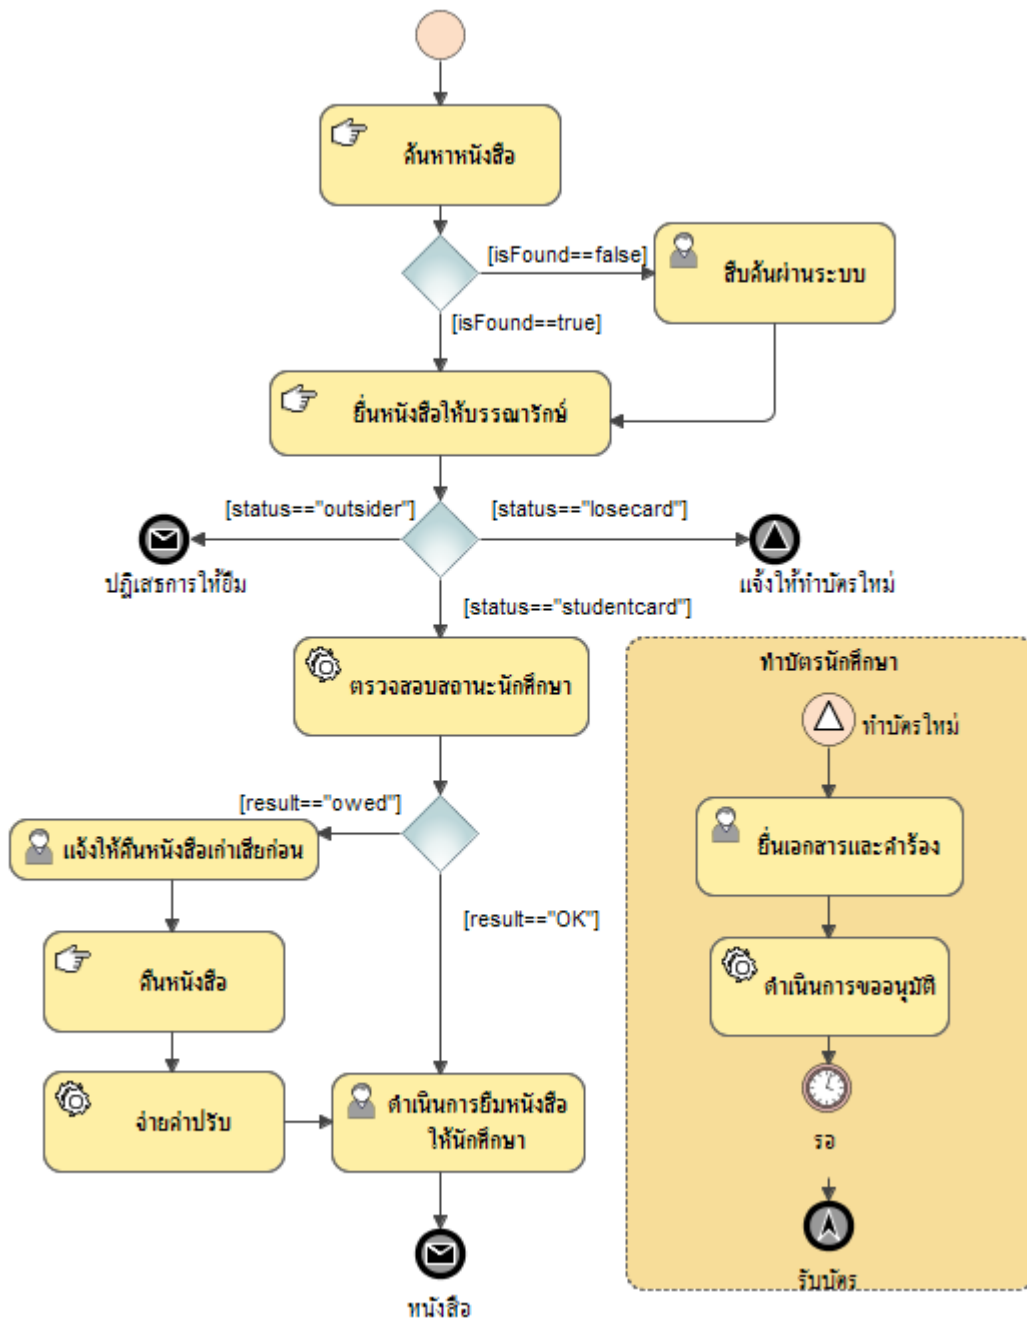 ค้นหาหนังสือ
[isFound==false]
สืบค้นผ่านระบบ
[isFound==true]
ยื่นหนังสือให้บรรณารักษ์
[status=="outsider"]
[status=="losecard"]
ปฏิเสธการให้ยืม
แจ้งให้ทำบัตรใหม่
[status=="studentcard"]
ตรวจสอบสถานะนักศึกษา
ทำบัตรนักศึกษา
ทำบัตรใหม่
[result=="owed"]
แจ้งให้คืนหนังสือเก่าเสียก่อน
ยื่นเอกสารและคำร้อง
[result=="OK"]
คืนหนังสือ
ดำเนินการขออนุมัติ
จ่ายค่าปรับ
ดำเนินการยืมหนังสือ
ให้นักศึกษา
รอ
รับบัตร
หนังสือ